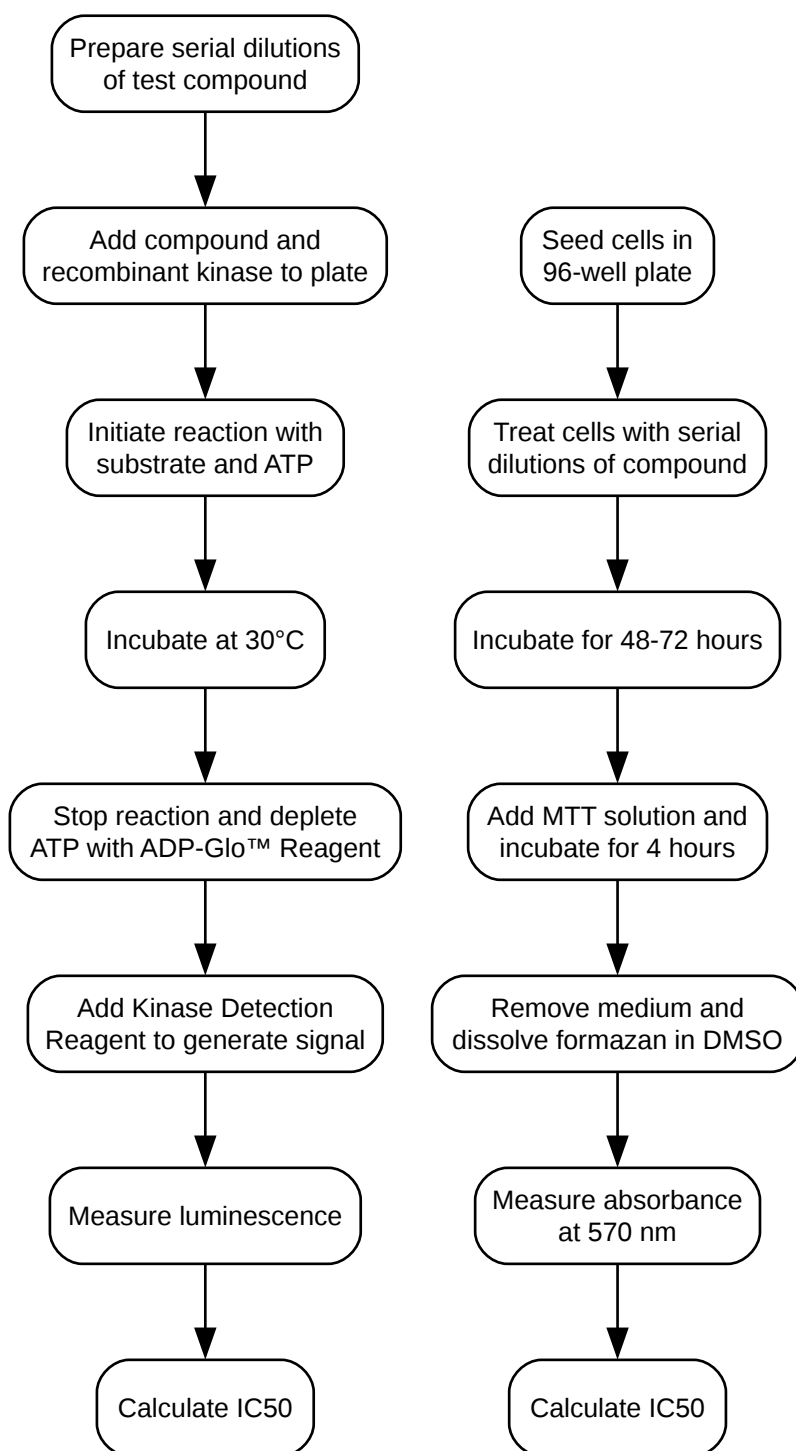 Prepare serial dilutions
of test compound
Add compound and
recombinant kinase to plate
Initiate reaction with
substrate and ATP
Incubate at 30°C
Stop reaction and deplete
ATP with ADP-Glo™ Reagent
Add Kinase Detection
Reagent to generate signal
Measure luminescence
Calculate IC50
Seed cells in
96-well plate
Treat cells with serial
dilutions of compound
Incubate for 48-72 hours
Add MTT solution and
incubate for 4 hours
Remove medium and
dissolve formazan in DMSO
Measure absorbance
at 570 nm
Calculate IC50